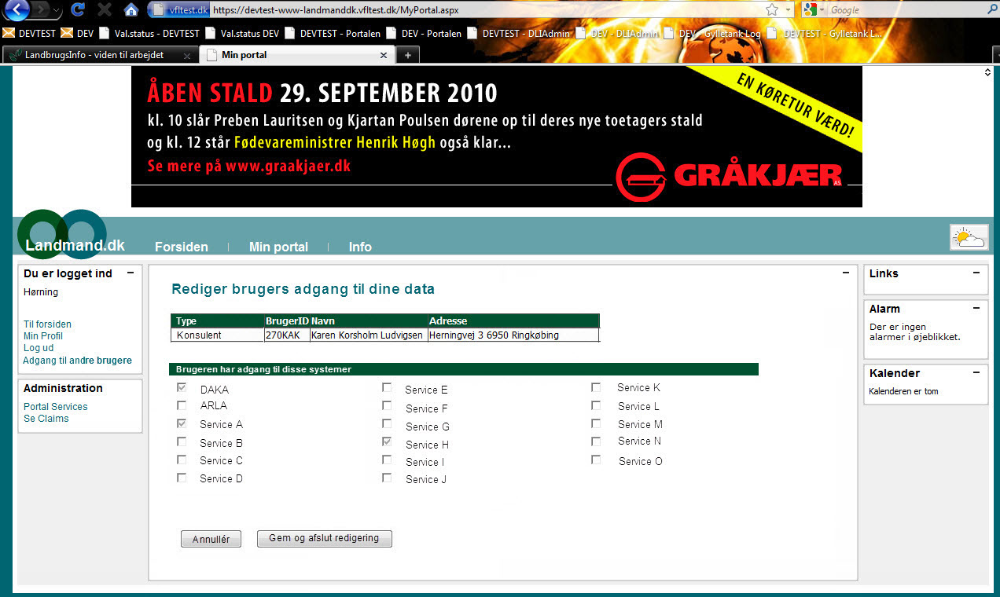 vfltest.dk https://devtest-www-landmanddk.vfltest.dk/MyPortal.aspx Google
DEVTEST DEV Val.status - DEVTEST Val.status DEV DEVTEST - Portalen DEV - Portalen DEVTEST - DLIAdmin DEV - DLIAdmin DEV - Gylletank Log DEVTEST - Gylletank L...
LandbrugsInfo - viden til arbejdet Min portal
ÅBEN STALD 29. SEPTEMBER 2010
EN KØRETUR VÆRD!
kl. 10 slår Preben Lauritsen og Kjartan Poulsen dørene op til deres nye toetagers stald
og kl. 12 står Fødevareministrer Henrik Høgh også klar...
Se mere på www.graakjaer.dk
GRÅKJÆR AS
Landmand.dk Forsiden Min portal Info
Du er logget ind
Hørning
Til forsiden
Min Profil
Log ud
Adgang til andre brugere
Administration
Portal Services
Se Claims
Rediger brugers adgang til dine data
Type BrugerID Navn Adresse
Konsulent 270KAK Karen Korsholm Ludvigsen Herningvej 3 6950 Ringkøbing
Brugeren har adgang til disse systemer
DAKA Service E Service K
ARLA Service F Service L
Service A Service G Service M
Service B Service H Service N
Service C Service I Service O
Service D Service J
Annullér Gem og afslut redigering
Links
Alarm
Der er ingen
alarmer i øjeblikket.
Kalender
Kalenderen er tom